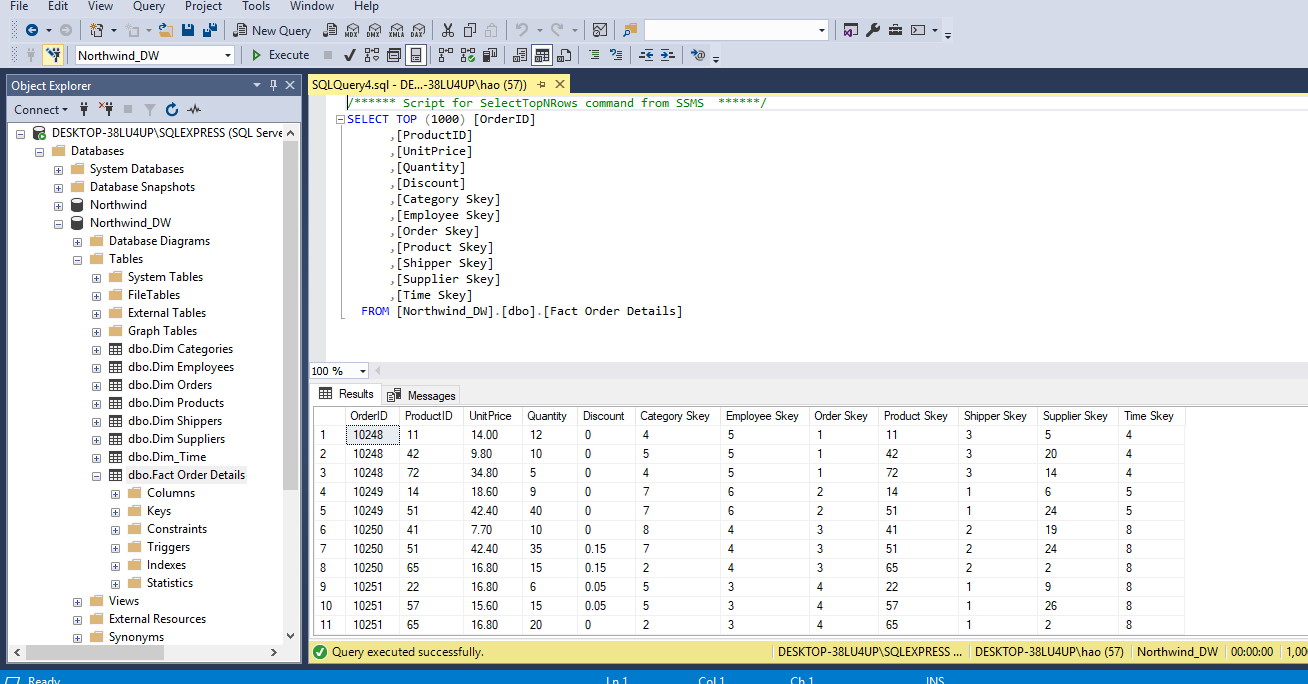 File Edit View Query Project Tools Window Help
New Query
MDX DMX XMLA DAX
Northwind_DW Execute
Object Explorer
Connect
DESKTOP-38LU4UP\SQLEXPRESS (SQL Serve
Databases
System Databases
Database Snapshots
Northwind
Northwind_DW
Database Diagrams
Tables
System Tables
FileTables
External Tables
Graph Tables
dbo.Dim Categories
dbo.Dim Employees
dbo.Dim Orders
dbo.Dim Products
dbo.Dim Shippers
dbo.Dim Suppliers
dbo.Dim_Time
dbo.Fact Order Details
Columns
Keys
Constraints
Triggers
Indexes
Statistics
Views
External Resources
Synonyms
SQLQuery4.sql - DE...-38LU4UP\hao (57))
/****** Script for SelectTopNRows command from SSMS ******/
SELECT TOP (1000) [OrderID]
,[ProductID]
,[UnitPrice]
,[Quantity]
,[Discount]
,[Category Skey]
,[Employee Skey]
,[Order Skey]
,[Product Skey]
,[Shipper Skey]
,[Supplier Skey]
,[Time Skey]
FROM [Northwind_DW].[dbo].[Fact Order Details]
100 %
Results Messages
OrderID ProductID UnitPrice Quantity Discount Category Skey Employee Skey Order Skey Product Skey Shipper Skey Supplier Skey Time Skey
1 10248 11 14.00 12 0 4 5 1 11 3 5 4
2 10248 42 9.80 10 0 5 5 1 42 3 20 4
3 10248 72 34.80 5 0 4 5 1 72 3 14 4
4 10249 14 18.60 9 0 7 6 2 14 1 6 5
5 10249 51 42.40 40 0 7 6 2 51 1 24 5
6 10250 41 7.70 10 0 8 4 3 41 2 19 8
7 10250 51 42.40 35 0.15 7 4 3 51 2 24 8
8 10250 65 16.80 15 0.15 2 4 3 65 2 2 8
9 10251 22 16.80 6 0.05 5 3 4 22 1 9 8
10 10251 57 15.60 15 0.05 5 3 4 57 1 26 8
11 10251 65 16.80 20 0 2 3 4 65 1 2 8
Query executed successfully. DESKTOP-38LU4UP\SQLEXPRESS ... DESKTOP-38LU4UP\hao (57) Northwind_DW 00:00:00 1,00
Ready Ln 1 Col 1 Ch 1 INS